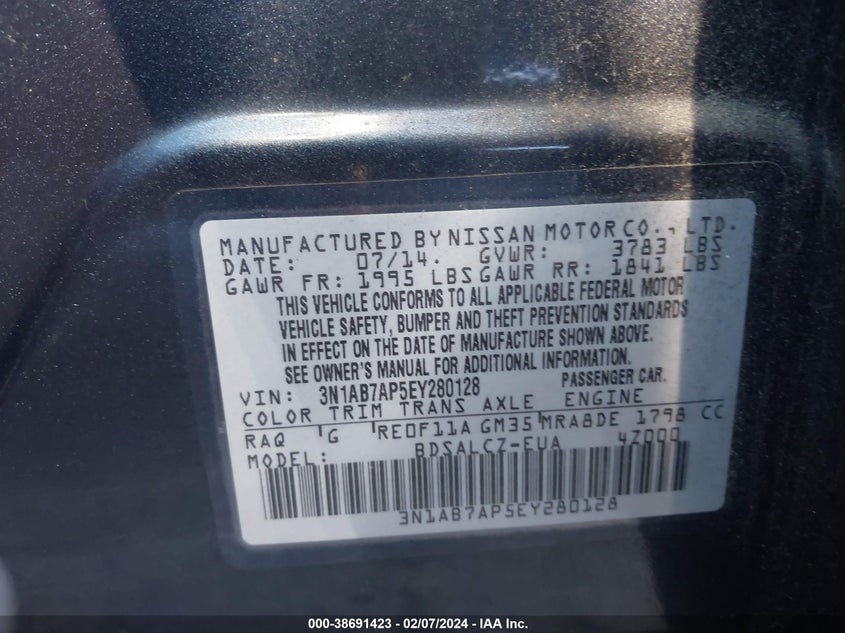 MANUFACTURED BY NISSAN MOTOR CO., LTD.
DATE: 07/14. GVWR: 3783 LBS
GAWR FR: 1995 LBS GAWR RR: 1841 LBS
THIS VEHICLE CONFORMS TO ALL APPLICABLE FEDERAL MOTOR
VEHICLE SAFETY, BUMPER AND THEFT PREVENTION STANDARDS
IN EFFECT ON THE DATE OF MANUFACTURE SHOWN ABOVE.
SEE OWNER'S MANUAL FOR ADDITIONAL INFORMATION.
VIN: 3N1AB7AP5EY280128 PASSENGER CAR.
COLOR TRIM TRANS AXLE ENGINE
RAQ G RE0F11A GM35 MRA8DE 1798 CC
MODEL: BDSALCZ-EUA 4Z000
3N1AB7AP5EY280128
000-38691423 - 02/07/2024 - IAA Inc.